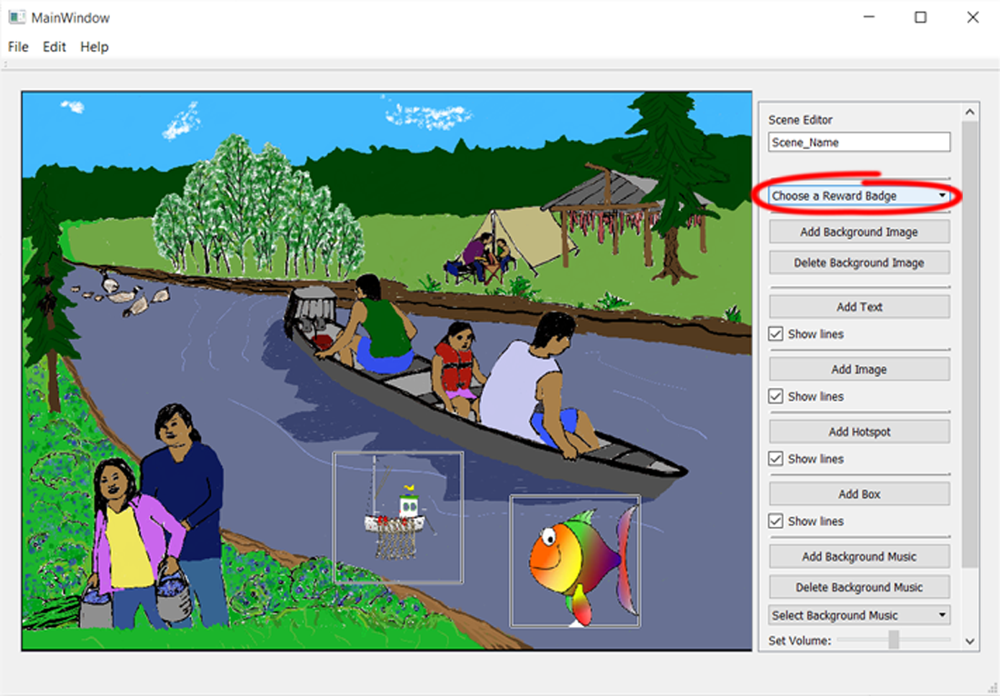 MainWindow
File Edit Help
Scene Editor
Scene_Name
Choose a Reward Badge
Add Background Image
Delete Background Image
Add Text
Show lines
Add Image
Show lines
Add Hotspot
Show lines
Add Box
Show lines
Add Background Music
Delete Background Music
Select Background Music
Set Volume: